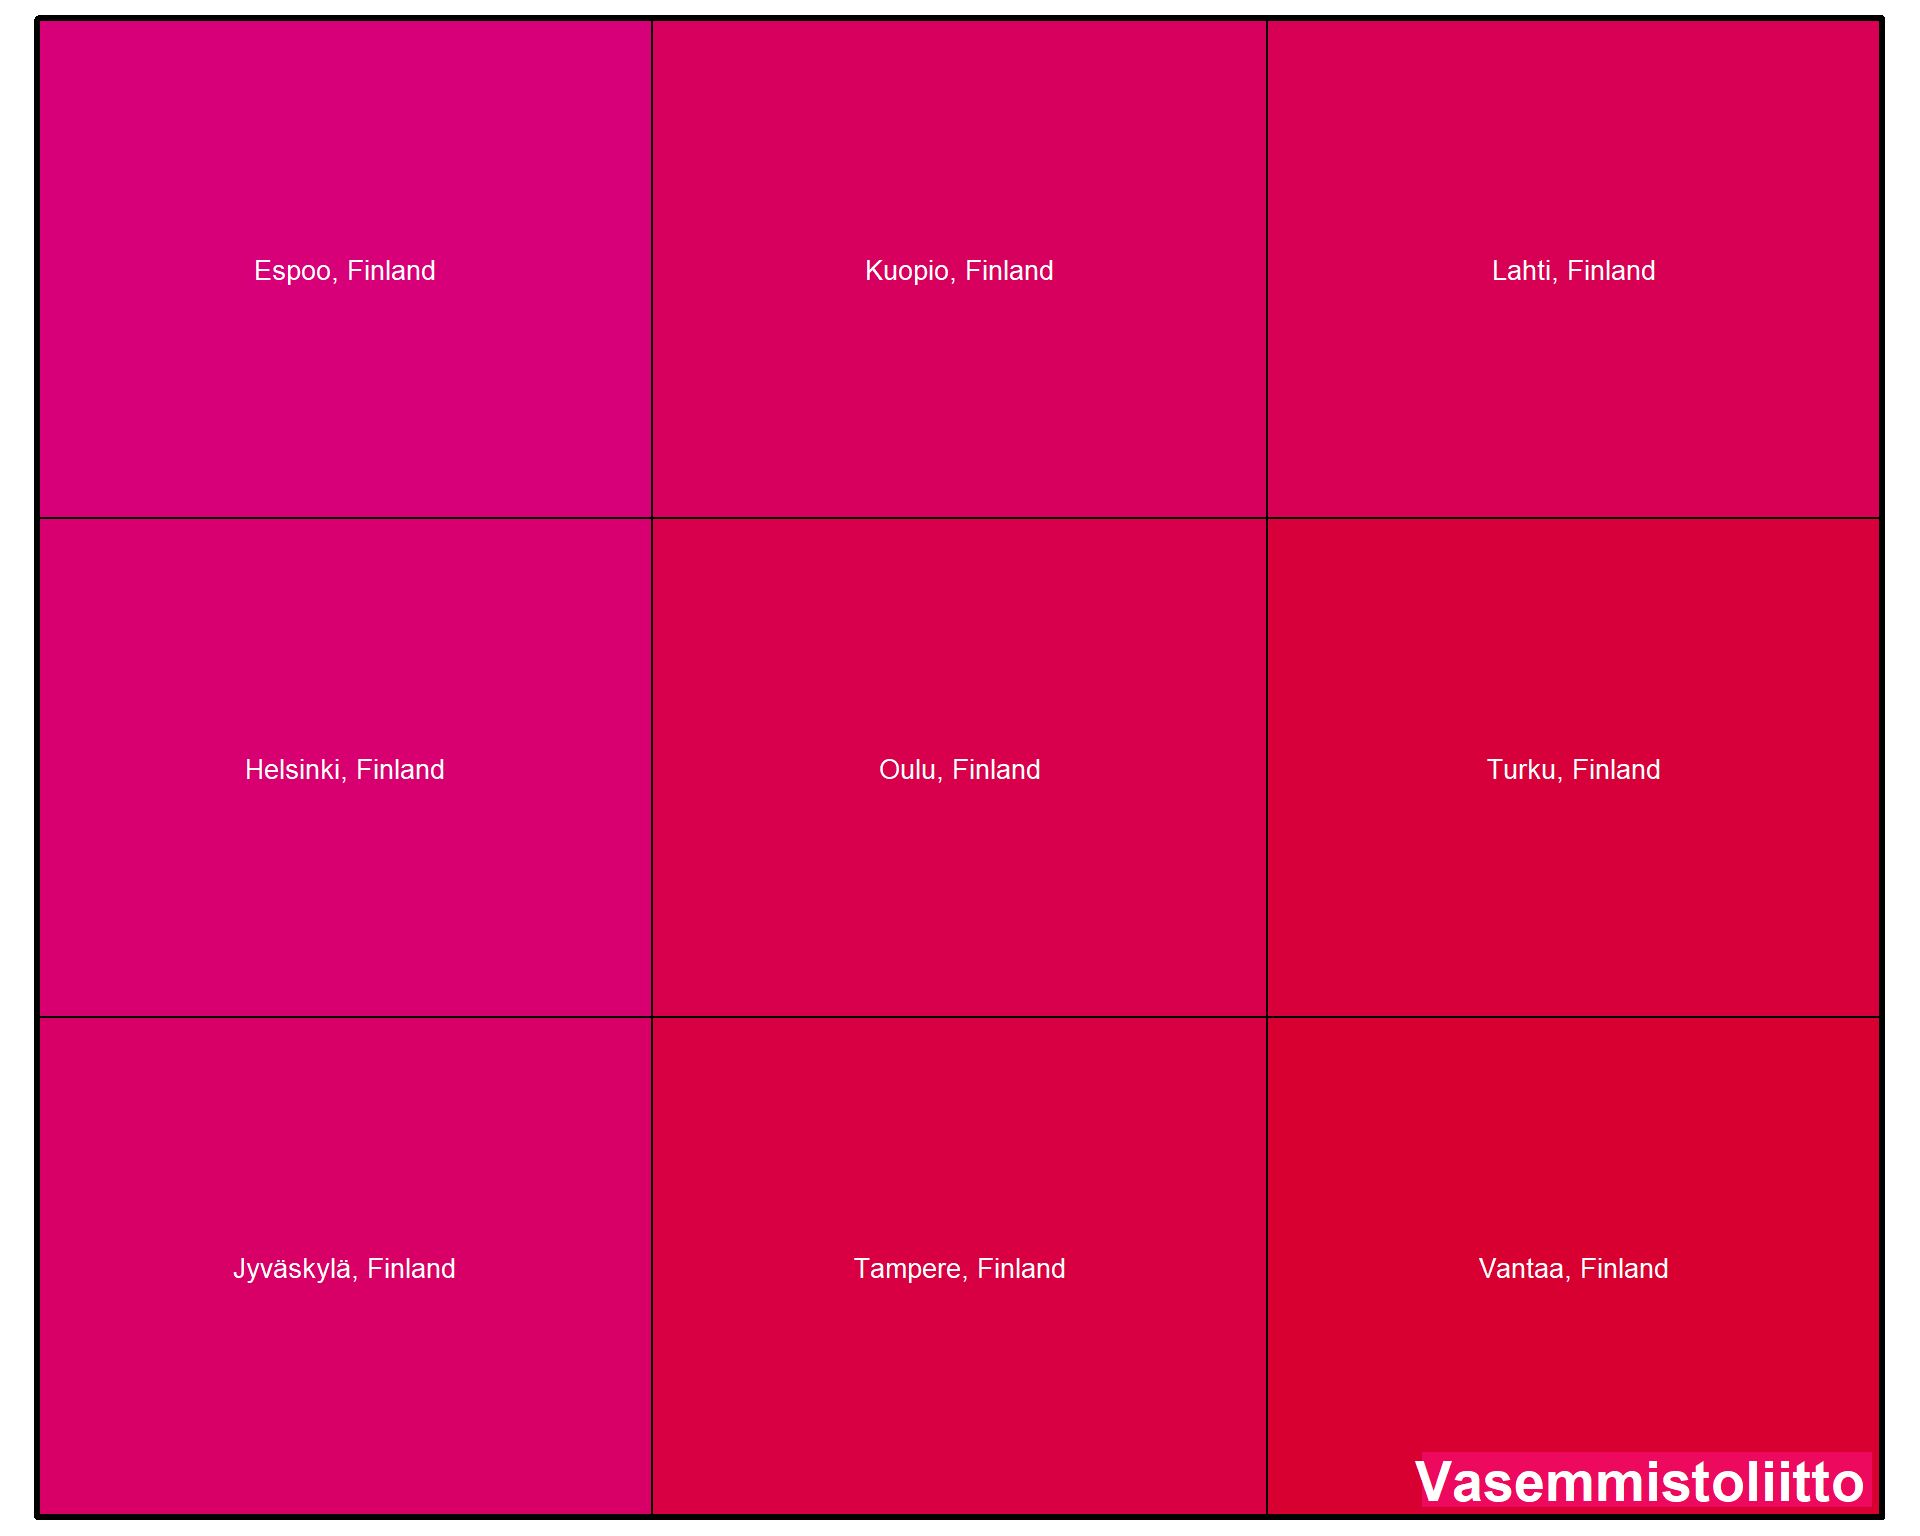 Espoo, Finland
Kuopio, Finland
Lahti, Finland
Helsinki, Finland
Oulu, Finland
Turku, Finland
Jyväskylä, Finland
Tampere, Finland
Vantaa, Finland
Vasemmistoliitto